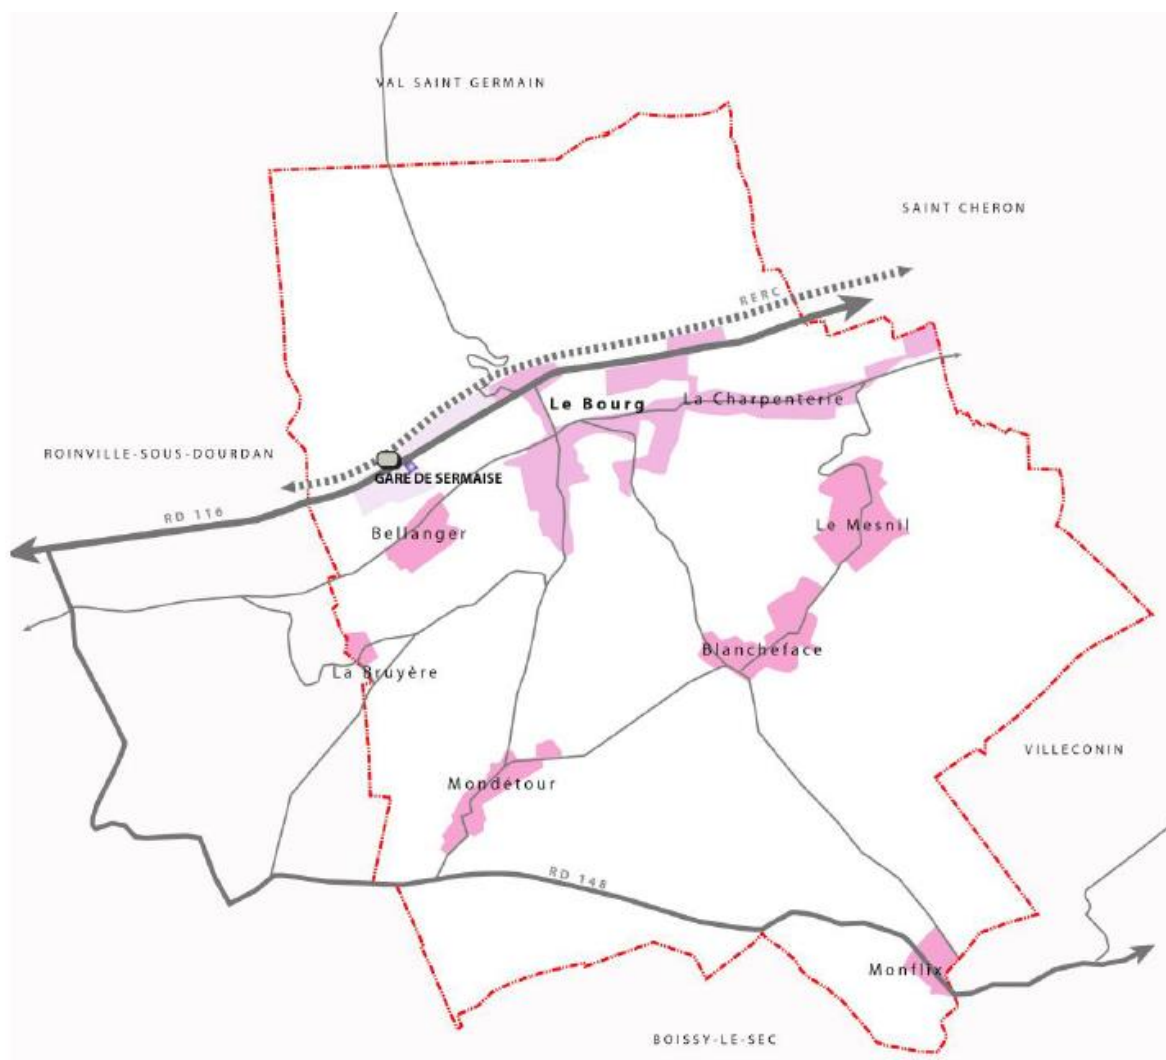 VAL SAINT GERMAIN
SAINT CHERON
RERC
La Charpenterie
Le Bourg
ROINVILLE-SOUS-DOURDAN
GARE DE SERMAISE
RD 116
Bellanger
Le Mesnil
Blancheface
La Bruyère
VILLECONIN
Mondétour
RD 148
Monflix
BOISSY-LE-SEC